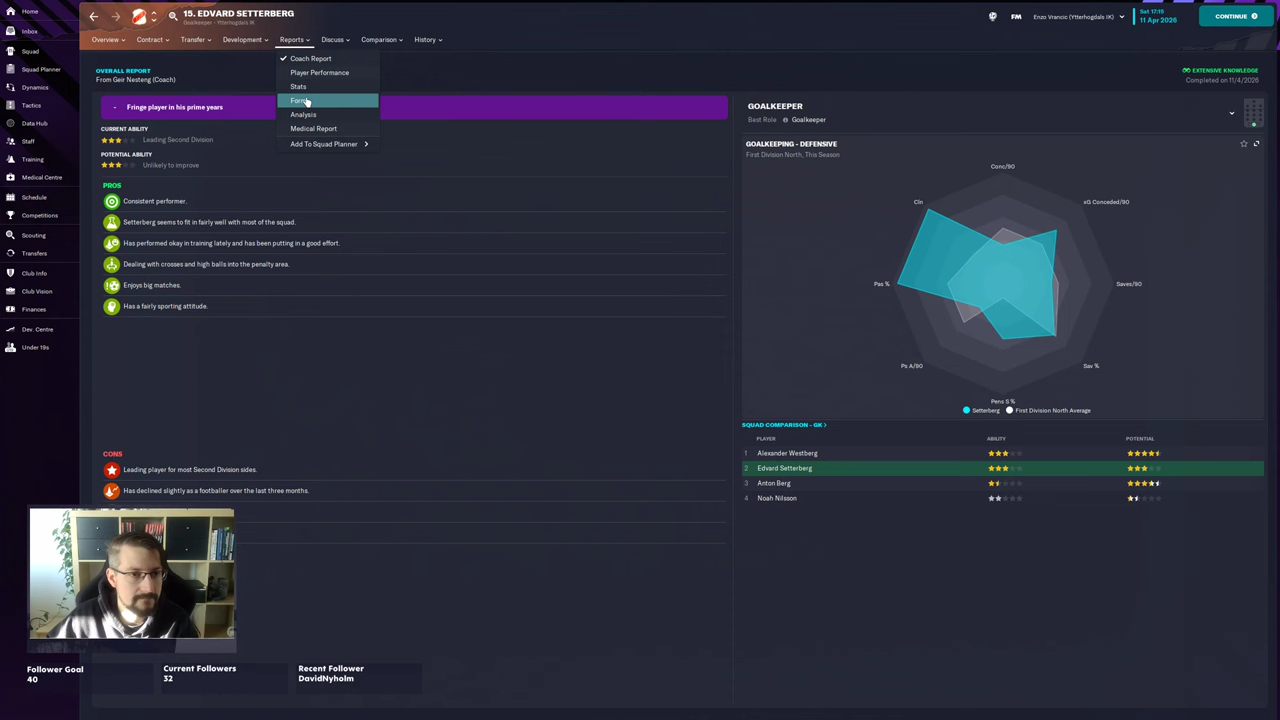 Home
Inbox
Squad
Squad Planner
Dynamics
Tactics
Data Hub
Staff
Training
Medical Centre
Schedule
Competitions
Scouting
Transfers
Club Info
Club Vision
Finances
Dev. Centre
Under 19s
15. EDVARD SETTERBERG
Goalkeeper - Ytterhogdals IK
FM
Enzo Vrancic (Ytterhogdals IK)
Sat 17:15
11 Apr 2026
CONTINUE
Overview
Contract
Transfer
Development
Reports
Discuss
Comparison
History
Coach Report
Player Performance
Stats
Form
Analysis
Medical Report
Add To Squad Planner
OVERALL REPORT
From Geir Nesteng (Coach)
EXTENSIVE KNOWLEDGE
Completed on 11/4/2026
- Fringe player in his prime years
CURRENT ABILITY
Leading Second Division
POTENTIAL ABILITY
Unlikely to improve
PROS
Consistent performer.
Setterberg seems to fit in fairly well with most of the squad.
Has performed okay in training lately and has been putting in a good effort.
Dealing with crosses and high balls into the penalty area.
Enjoys big matches.
Has a fairly sporting attitude.
CONS
Leading player for most Second Division sides.
Has declined slightly as a footballer over the last three months.
GOALKEEPER
Best Role Goalkeeper
GOALKEEPING - DEFENSIVE
First Division North, This Season
Conc/90
xG Conceded/90
Saves/90
Sav %
Pens S %
Ps A/90
Pas %
Cln
Setterberg
First Division North Average
SQUAD COMPARISON - GK
PLAYER ABILITY POTENTIAL
1 Alexander Westberg
2 Edvard Setterberg
3 Anton Berg
4 Noah Nilsson
Follower Goal
40
Current Followers
32
Recent Follower
DavidNyholm